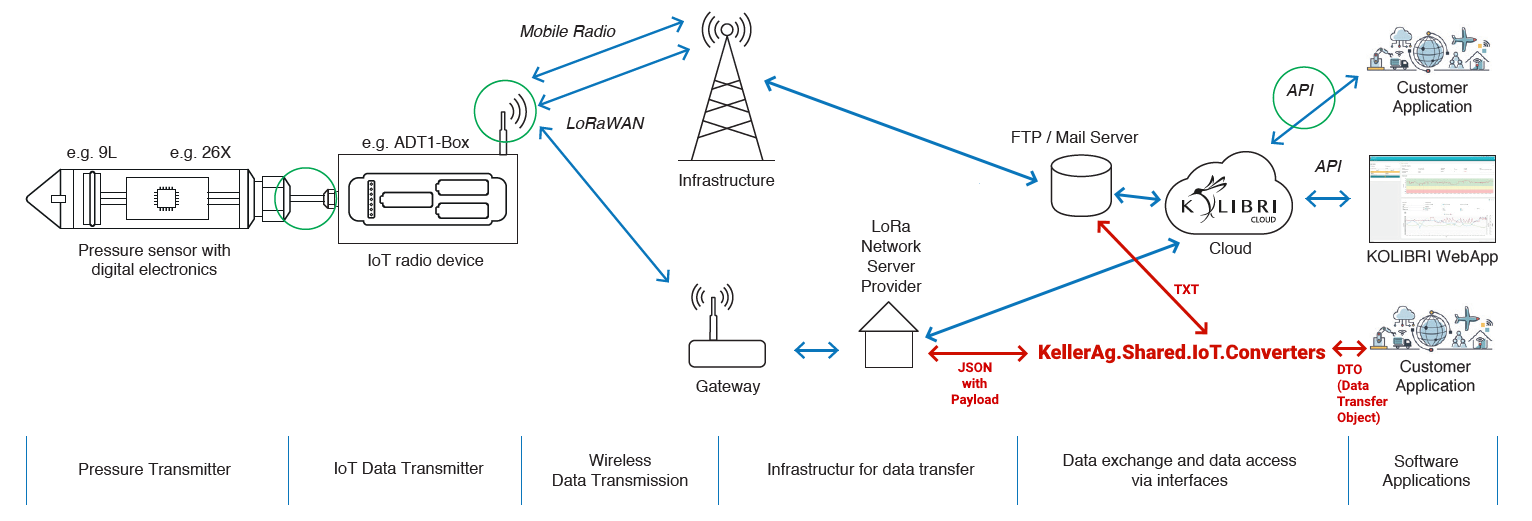 Mobile Radio
LoRaWAN
e.g. 9L
e.g. 26X
e.g. ADT1-Box
Pressure sensor with
digital electronics
IoT radio device
Infrastructure
Gateway
LoRa
Network
Server
Provider
FTP / Mail Server
KOLIBRI
CLOUD
Cloud
API
API
Customer
Application
KOLIBRI WebApp
TXT
JSON
with
Payload
KellerAg.Shared.IoT.Converters
DTO
(Data
Transfer
Object)
Customer
Application
Pressure Transmitter
IoT Data Transmitter
Wireless
Data Transmission
Infrastructur for data transfer
Data exchange and data access
via interfaces
Software
Applications